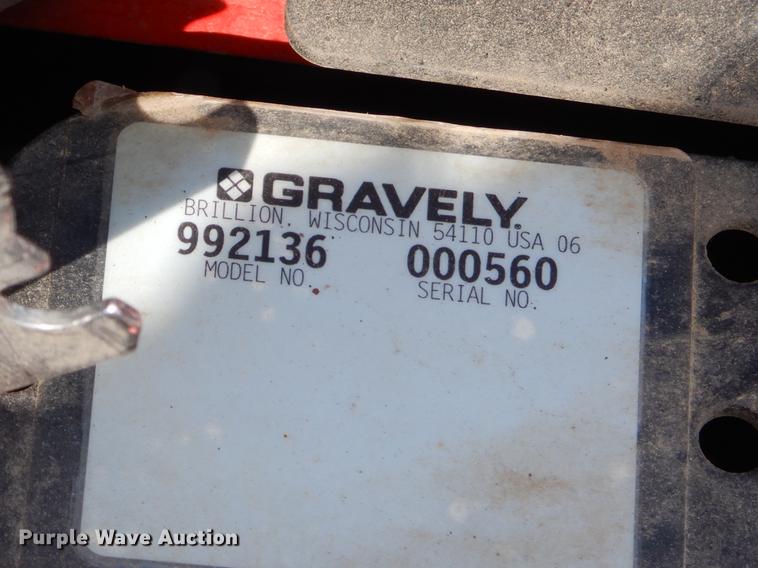 GRAVELY
BRILLION, WISCONSIN 54110 USA 06
992136 000560
MODEL NO. SERIAL NO.
Purple Wave Auction